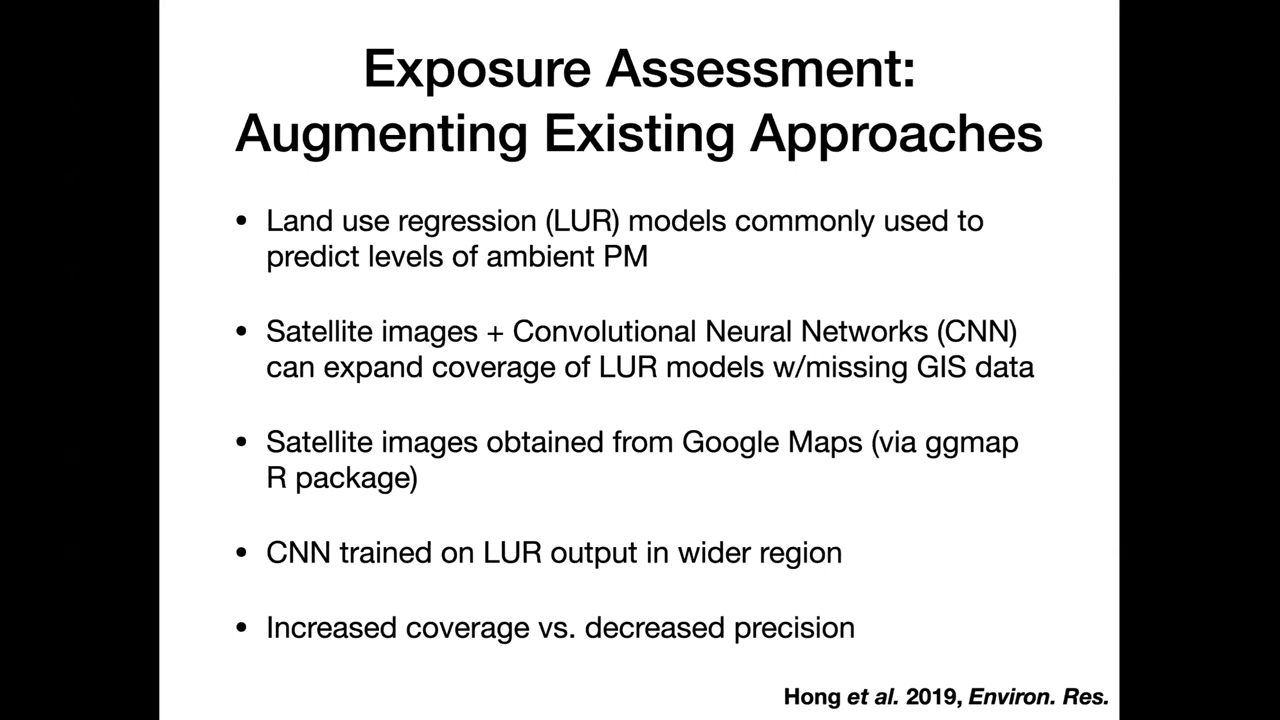 Exposure Assessment:
Augmenting Existing Approaches
• Land use regression (LUR) models commonly used to
predict levels of ambient PM
• Satellite images + Convolutional Neural Networks (CNN)
can expand coverage of LUR models w/missing GIS data
• Satellite images obtained from Google Maps (via ggmap
R package)
• CNN trained on LUR output in wider region
• Increased coverage vs. decreased precision
Hong et al. 2019, Environ. Res.